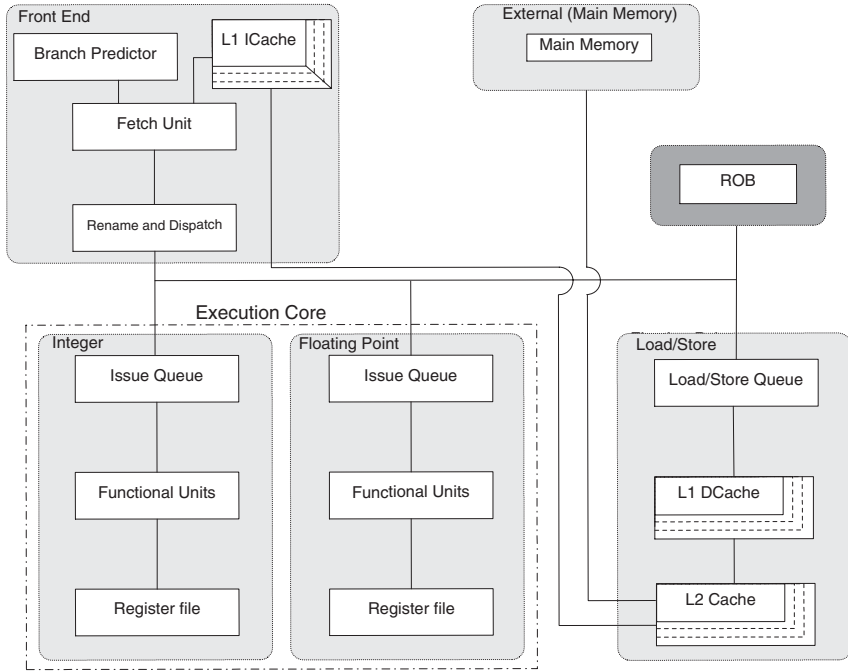 Front End
Branch Predictor
L1 ICache
Fetch Unit
Rename and Dispatch
External (Main Memory)
Main Memory
ROB
Execution Core
Integer
Issue Queue
Functional Units
Register file
Floating Point
Issue Queue
Functional Units
Register file
Load/Store
Load/Store Queue
L1 DCache
L2 Cache